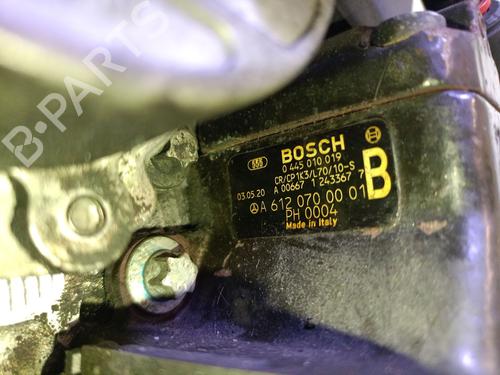 B-PARTS
BOSCH
0 445 010 019
CR/CP1K3/L70/10-S
03.05.20 A 00667 1 243367 7
A 612 070 00 01
B
PH 0004
Made in Italy